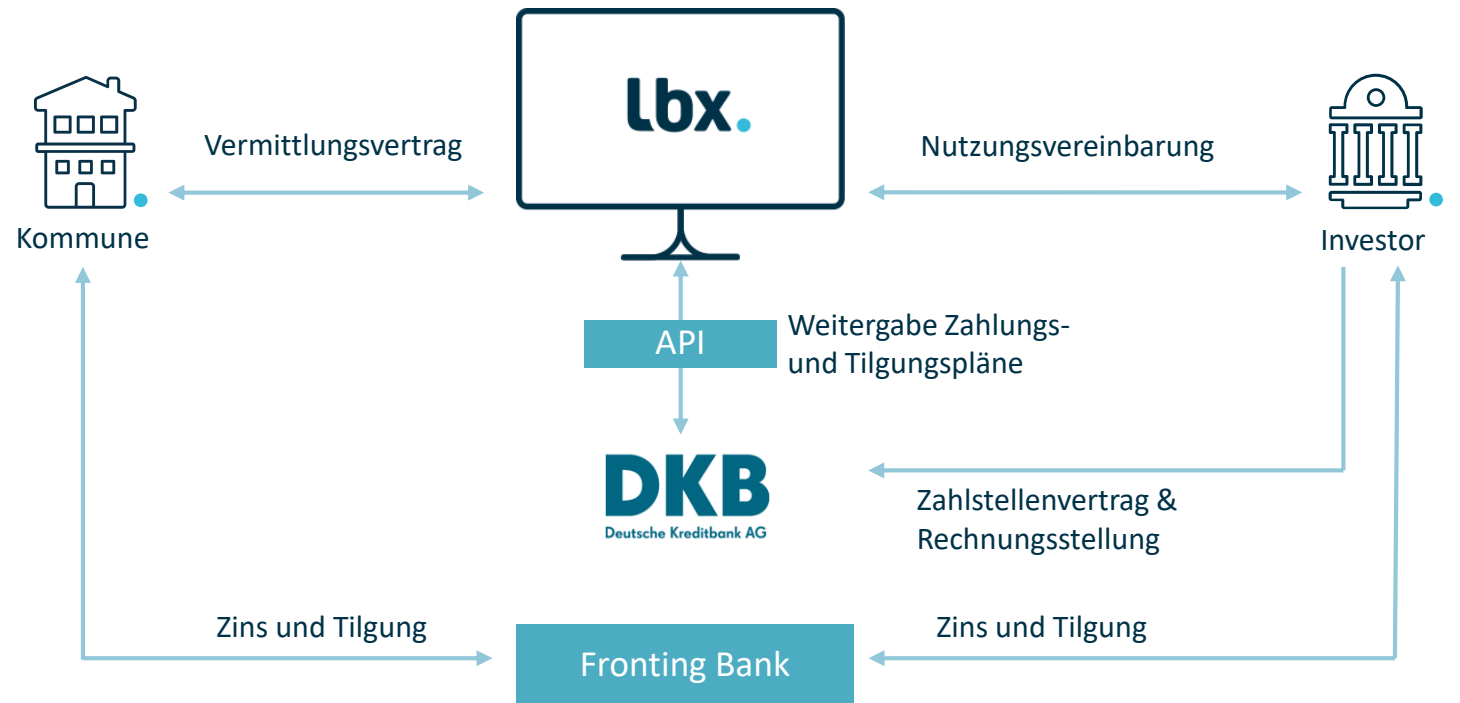 lbx.
Vermittlungsvertrag
Nutzungsvereinbarung
Kommune
Investor
API
Weitergabe Zahlungs-
und Tilgungspläne
DKB
Deutsche Kreditbank AG
Zahlstellenvertrag &
Rechnungsstellung
Zins und Tilgung
Zins und Tilgung
Fronting Bank